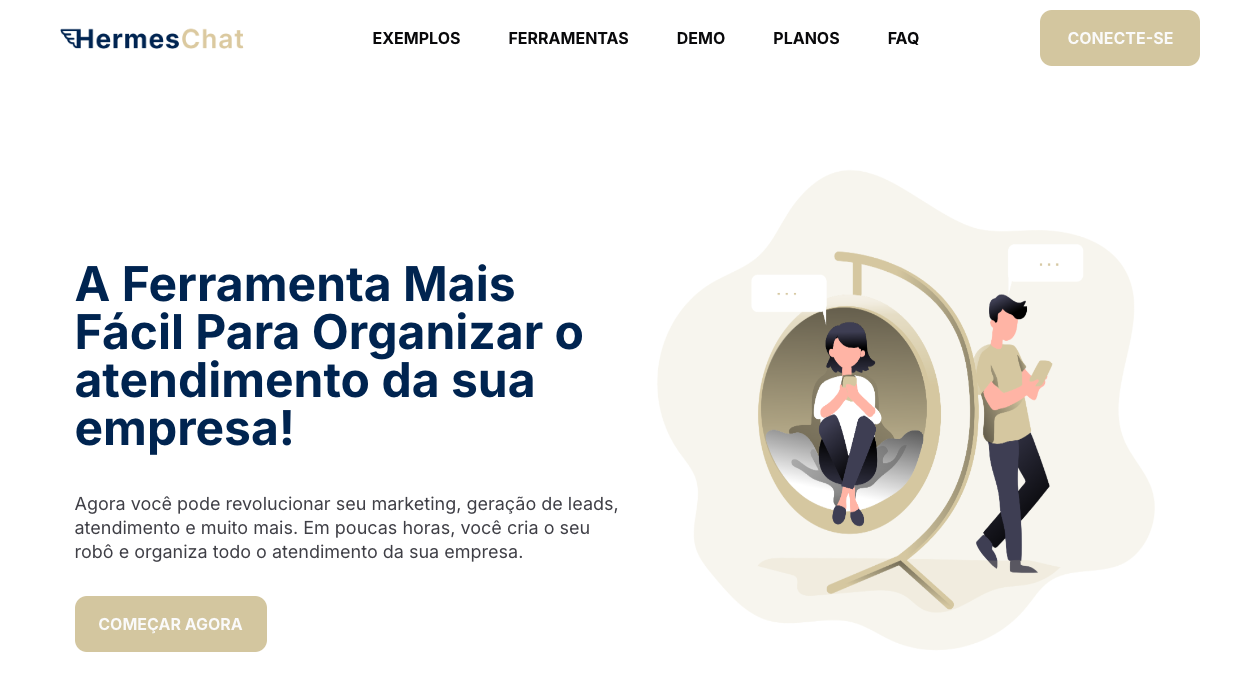 HermesChat
EXEMPLOS
FERRAMENTAS
DEMO
PLANOS
FAQ
CONECTE-SE
A Ferramenta Mais
Fácil Para Organizar o
atendimento da sua
empresa!
Agora você pode revolucionar seu marketing, geração de leads,
atendimento e muito mais. Em poucas horas, você cria o seu
robô e organiza todo o atendimento da sua empresa.
COMEÇAR AGORA